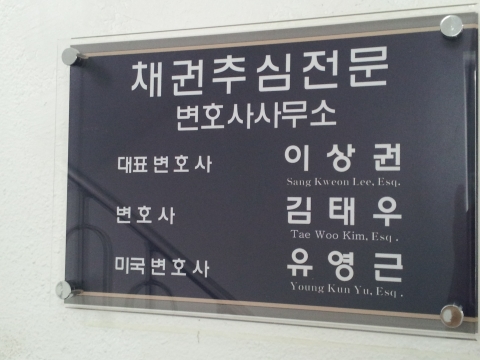 채권추심전문
변호사사무소
대표변호사 이상권
Sang Kweon Lee, Esq.
변호사 김태우
Tae Woo Kim, Esq.
미국변호사 유영근
Young Kun Yu, Esq.